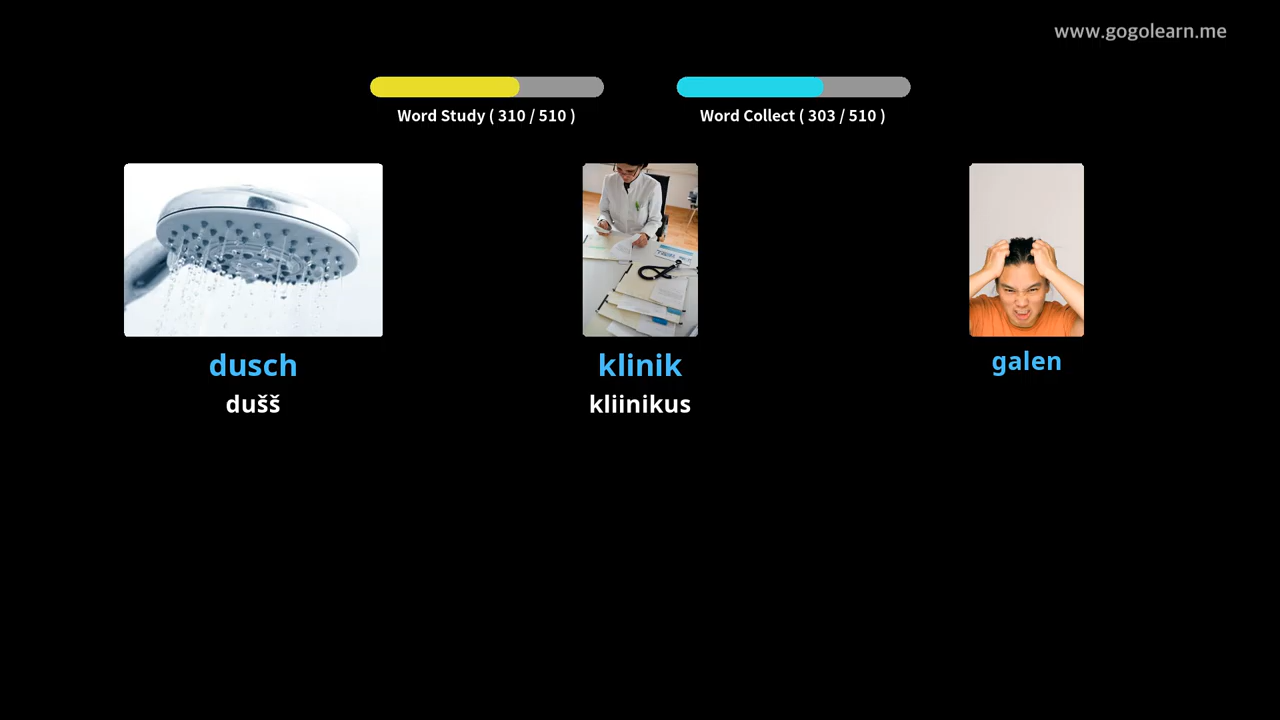 www.gogolearn.me
Word Study ( 310 / 510 )
Word Collect ( 303 / 510 )
dusch
klinik
galen
dušš
kliinikus